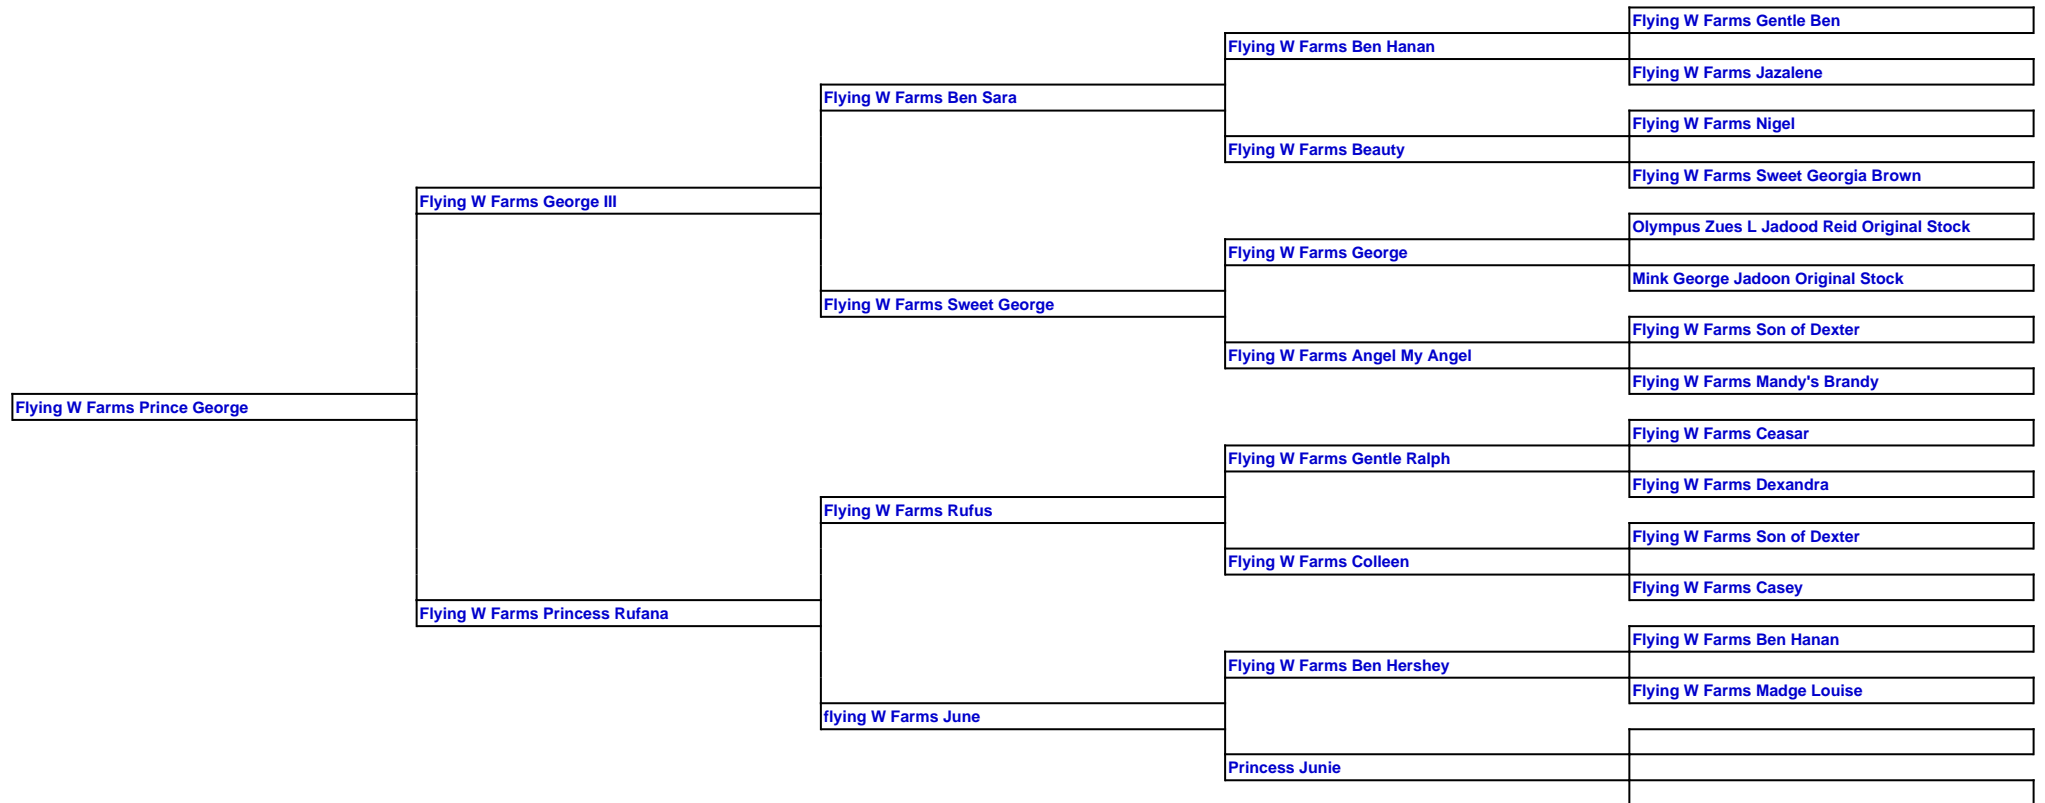 Flying W Farms Gentle Ben
Flying W Farms Ben Hanan
Flying W Farms Jazalene
Flying W Farms Ben Sara
Flying W Farms Nigel
Flying W Farms Beauty
Flying W Farms Sweet Georgia Brown
Flying W Farms George III
Olympus Zues L Jadood Reid Original Stock
Flying W Farms George
Mink George Jadoon Original Stock
Flying W Farms Sweet George
Flying W Farms Son of Dexter
Flying W Farms Angel My Angel
Flying W Farms Mandy's Brandy
Flying W Farms Prince George
Flying W Farms Ceasar
Flying W Farms Gentle Ralph
Flying W Farms Dexandra
Flying W Farms Rufus
Flying W Farms Son of Dexter
Flying W Farms Colleen
Flying W Farms Casey
Flying W Farms Princess Rufana
Flying W Farms Ben Hanan
Flying W Farms Ben Hershey
Flying W Farms Madge Louise
flying W Farms June
Princess Junie